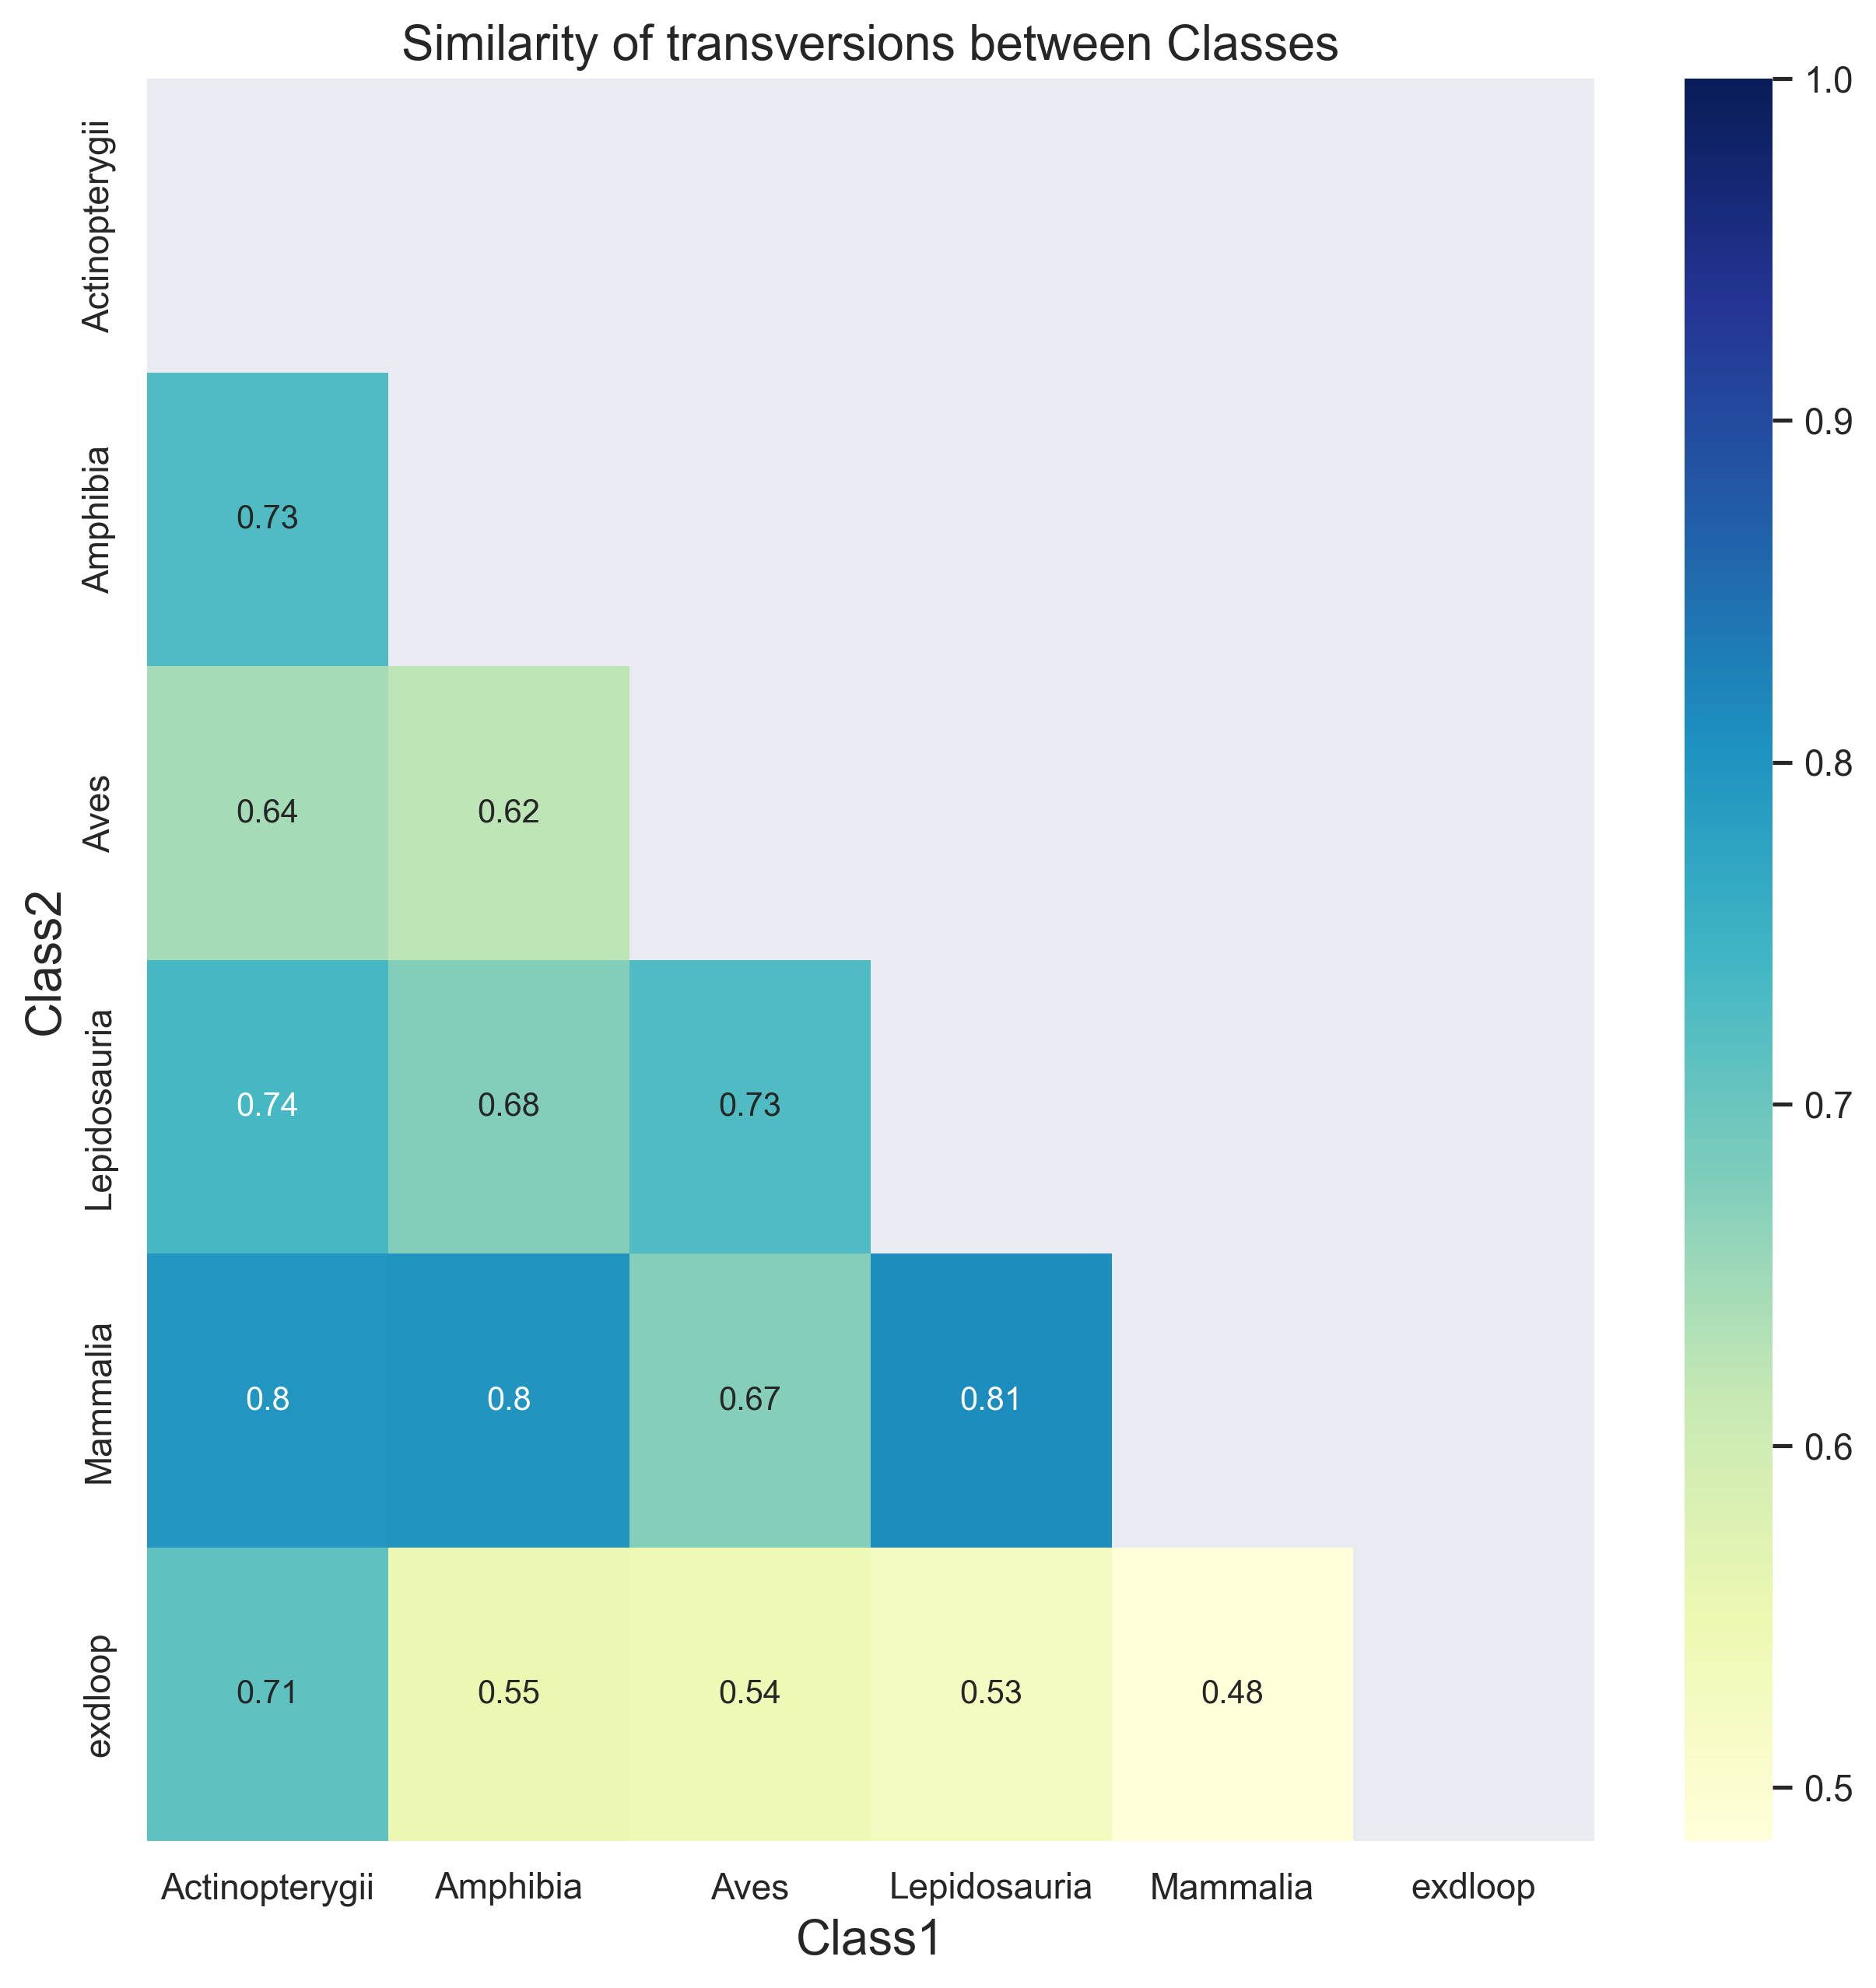 Similarity of transversions between Classes
Class2
Actinopterygii
Amphibia
0.73
Aves
0.64 0.62
Lepidosauria
0.74 0.68 0.73
Mammalia
0.8 0.8 0.67 0.81
exdloop
0.71 0.55 0.54 0.53 0.48
Actinopterygii Amphibia Aves Lepidosauria Mammalia exdloop
Class1
1.0
0.9
0.8
0.7
0.6
0.5